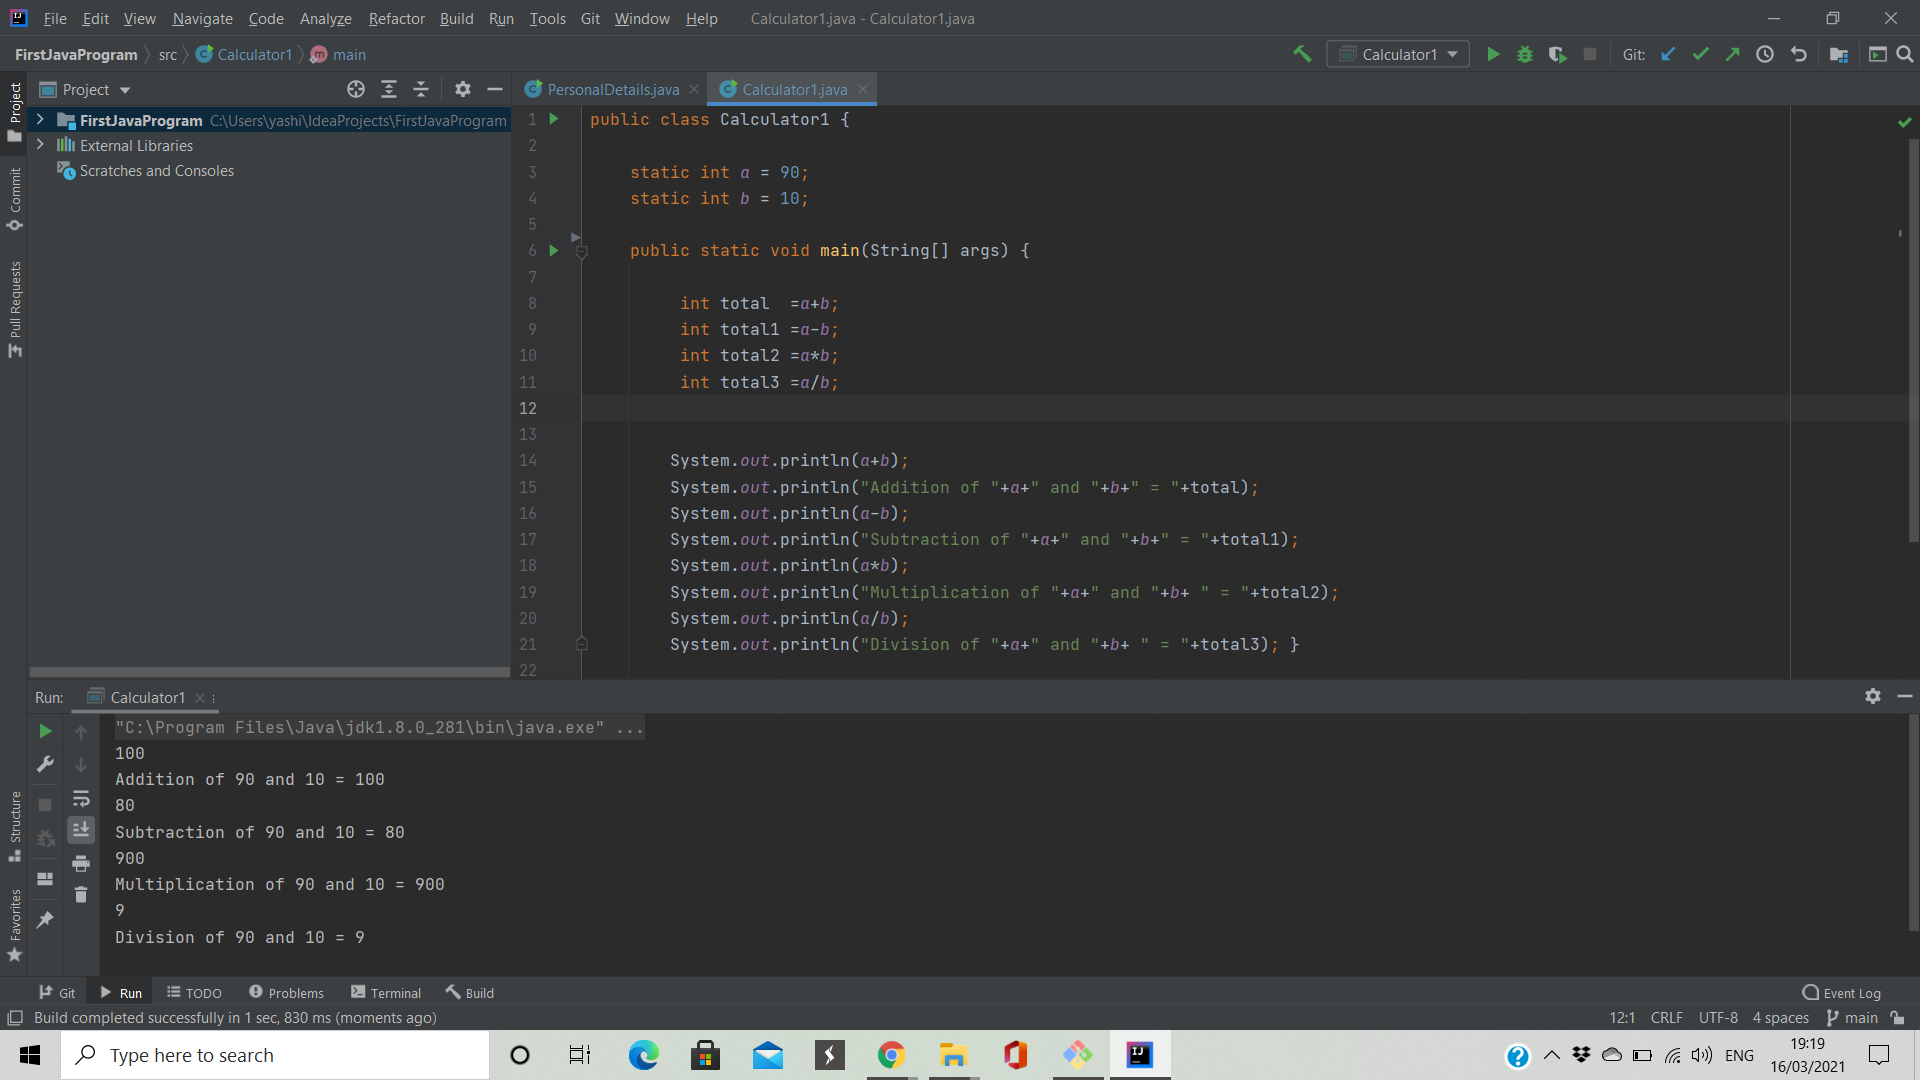 File Edit View Navigate Code Analyze Refactor Build Run Tools Git Window Help Calculator1.java - Calculator1.java
FirstJavaProgram src Calculator1 main Calculator1 Git:
Project
PersonalDetails.java Calculator1.java
FirstJavaProgram C:\Users\yashi\IdeaProjects\FirstJavaProgram
External Libraries
Scratches and Consoles
Project
Commit
Pull Requests
Structure
Favorites
1 public class Calculator1 {
2
3 static int a = 90;
4 static int b = 10;
5
6 public static void main(String[] args) {
7
8 int total  =a+b;
9 int total1 =a-b;
10 int total2 =a*b;
11 int total3 =a/b;
12
13
14 System.out.println(a+b);
15 System.out.println("Addition of "+a+" and "+b+" = "+total);
16 System.out.println(a-b);
17 System.out.println("Subtraction of "+a+" and "+b+" = "+total1);
18 System.out.println(a*b);
19 System.out.println("Multiplication of "+a+" and "+b+ " = "+total2);
20 System.out.println(a/b);
21 System.out.println("Division of "+a+" and "+b+ " = "+total3); }
22
Run: Calculator1
"C:\Program Files\Java\jdk1.8.0_281\bin\java.exe" ...
100
Addition of 90 and 10 = 100
80
Subtraction of 90 and 10 = 80
900
Multiplication of 90 and 10 = 900
9
Division of 90 and 10 = 9
Git Run TODO Problems Terminal Build Event Log
Build completed successfully in 1 sec, 830 ms (moments ago) 12:1 CRLF UTF-8 4 spaces main
Type here to search
ENG
19:19
16/03/2021